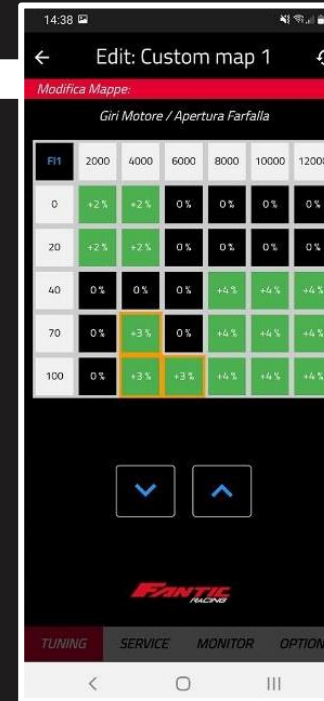 14:38
Edit: Custom map 1
Modifica Mappe:
Giri Motore / Apertura Farfalla
FI1 2000 4000 6000 8000 10000 12000
0 +2 % +2 % 0 % 0 % 0 % 0 %
20 +2 % +2 % 0 % 0 % 0 % 0 %
40 0 % 0 % 0 % +4 % +4 % +4 %
70 0 % +3 % 0 % +4 % +4 % +4 %
100 0 % +3 % +3 % +4 % +4 % +4 %
FANTIC
RACING
TUNING SERVICE MONITOR OPTION